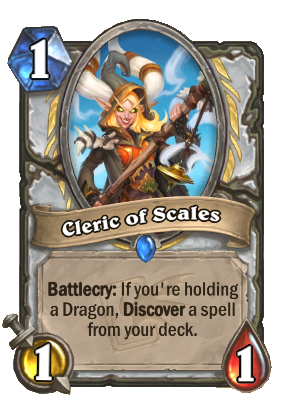 1
Cleric of Scales
Battlecry: If you're holding
a Dragon, Discover a spell
from your deck.
1
1